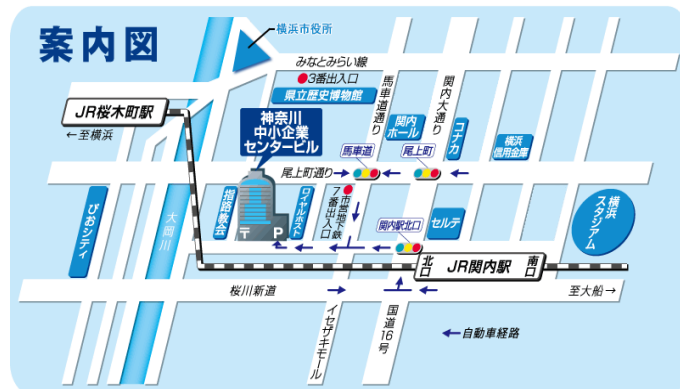 案内図
横浜市役所
みなとみらい線
3番出入口
県立歴史博物館
馬車道通り
関内大通り
JR桜木町駅
←至横浜
神奈川
中小企業
センタービル
関内
ホール
コナカ
横浜
信用金庫
馬車道
尾上町
尾上町通り
ぴおシティ
大岡川
指路教会
〒 P
ロイヤルホスト
市営地下鉄
7番出入口
関内駅北口
セルテ
横浜
スタジアム
北口
JR関内駅
南口
桜川新道
至大船→
イセザキモール
国道16号
←自動車経路